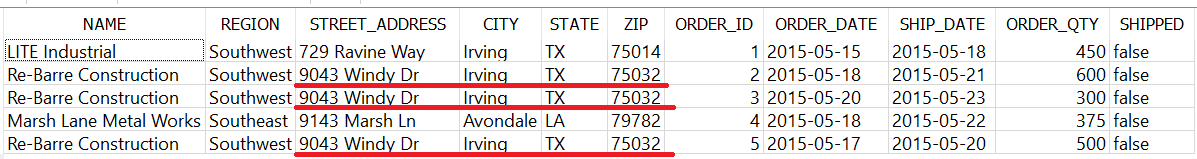 NAME REGION STREET_ADDRESS CITY STATE ZIP ORDER_ID ORDER_DATE SHIP_DATE ORDER_QTY SHIPPED
LITE Industrial Southwest 729 Ravine Way Irving TX 75014 1 2015-05-15 2015-05-18 450 false
Re-Barre Construction Southwest 9043 Windy Dr Irving TX 75032 2 2015-05-18 2015-05-21 600 false
Re-Barre Construction Southwest 9043 Windy Dr Irving TX 75032 3 2015-05-20 2015-05-23 300 false
Marsh Lane Metal Works Southeast 9143 Marsh Ln Avondale LA 79782 4 2015-05-18 2015-05-22 375 false
Re-Barre Construction Southwest 9043 Windy Dr Irving TX 75032 5 2015-05-17 2015-05-20 500 false